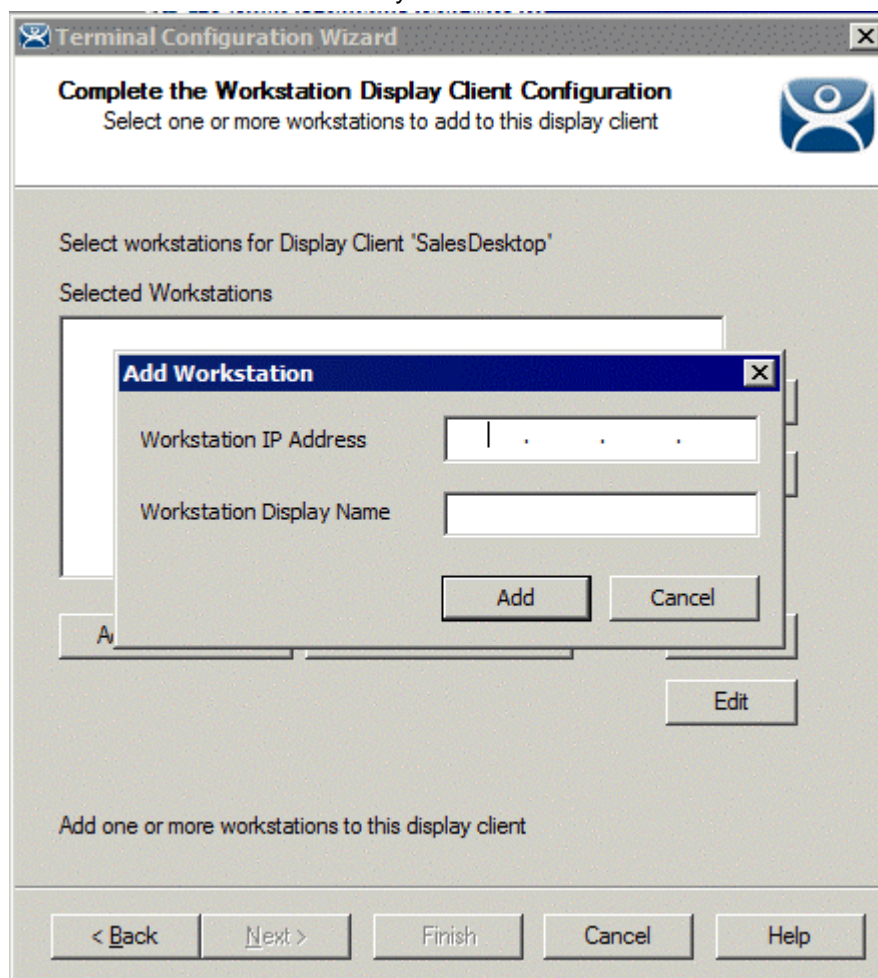 Terminal Configuration Wizard
Complete the Workstation Display Client Configuration
Select one or more workstations to add to this display client
Select workstations for Display Client 'SalesDesktop'
Selected Workstations
Add Workstation
Workstation IP Address
. . .
Workstation Display Name
Add Cancel
Edit
Add one or more workstations to this display client
< Back Next > Finish Cancel Help